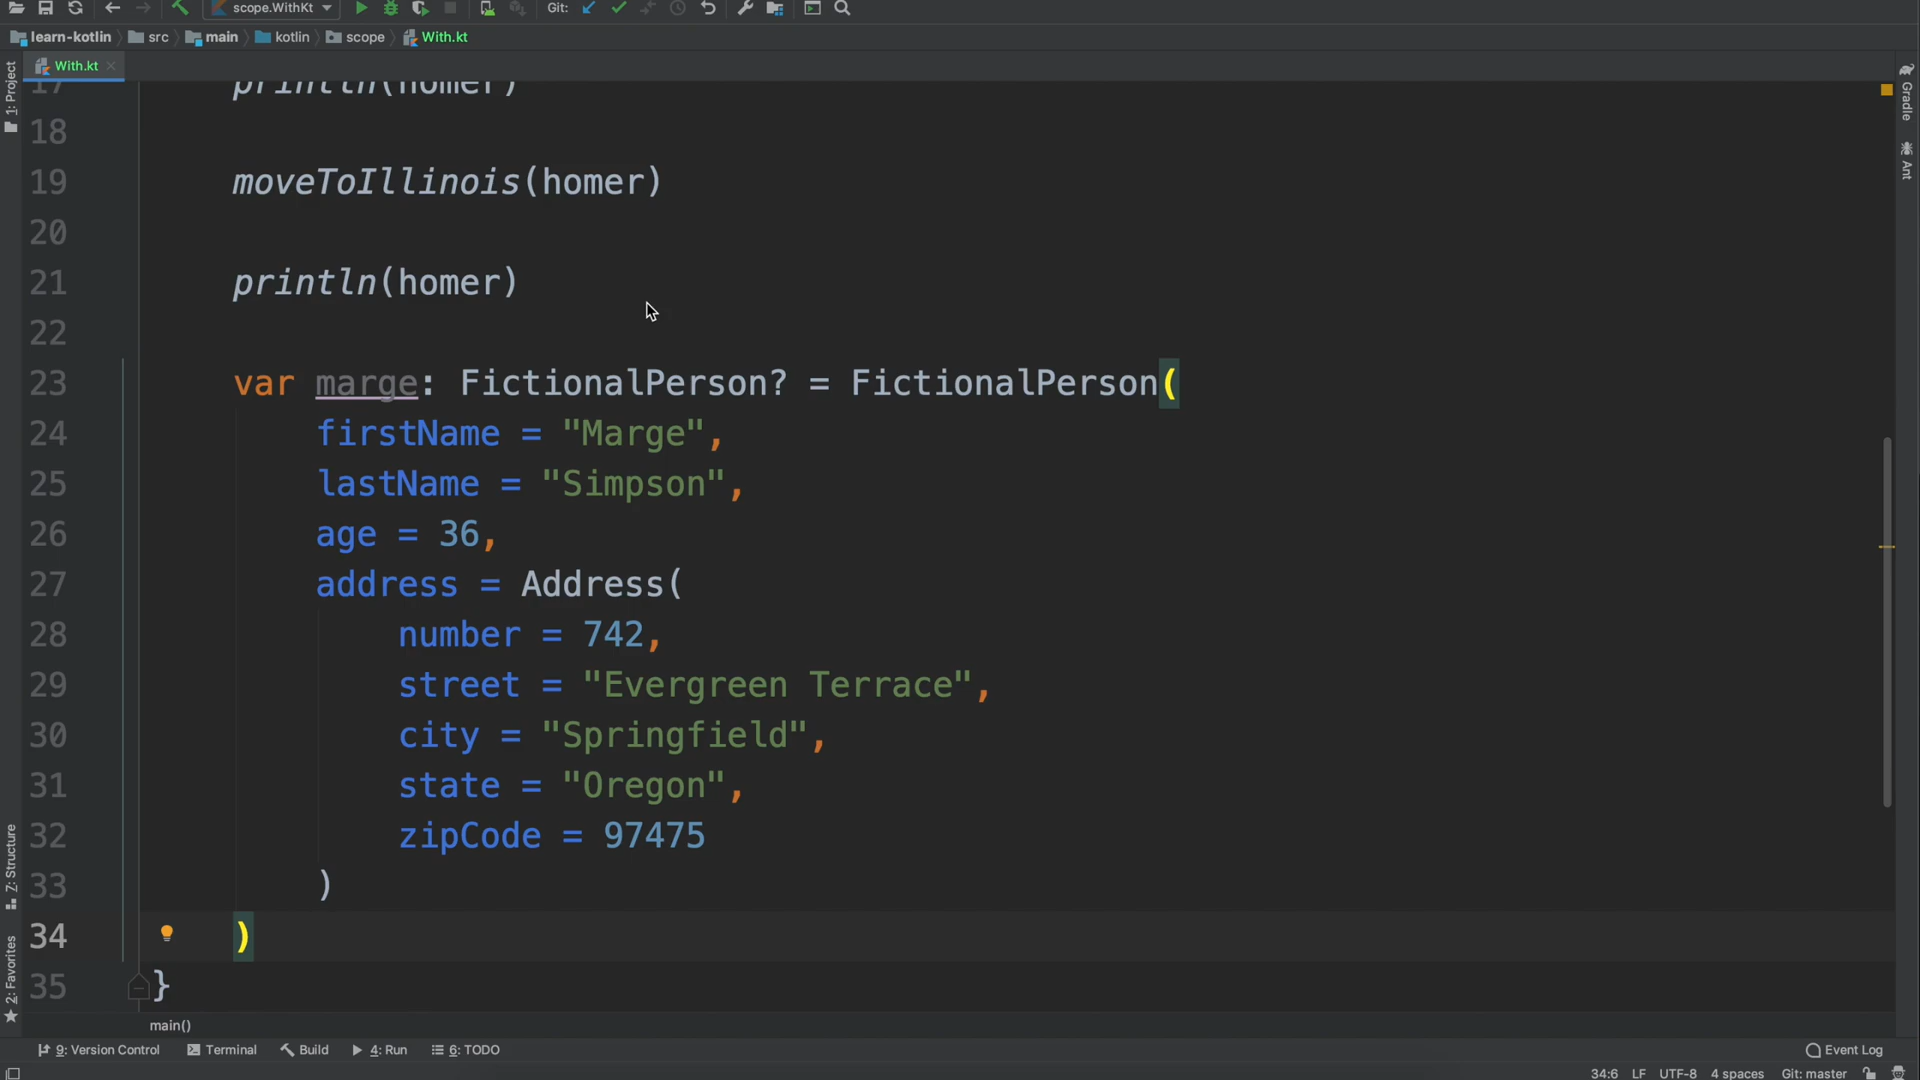 scope.WithKt
Git:
learn-kotlin
src
main
kotlin
scope
With.kt
With.kt
1: Project
Gradle
Ant
Z: Structure
2: Favorites
17 println(homer)
18
19 moveToIllinois(homer)
20
21 println(homer)
22
23 var marge: FictionalPerson? = FictionalPerson(
24 firstName = "Marge",
25 lastName = "Simpson",
26 age = 36,
27 address = Address(
28 number = 742,
29 street = "Evergreen Terrace",
30 city = "Springfield",
31 state = "Oregon",
32 zipCode = 97475
33 )
34 )
35 }
main()
9: Version Control
Terminal
Build
4: Run
6: TODO
Event Log
34:6 LF UTF-8 4 spaces Git: master